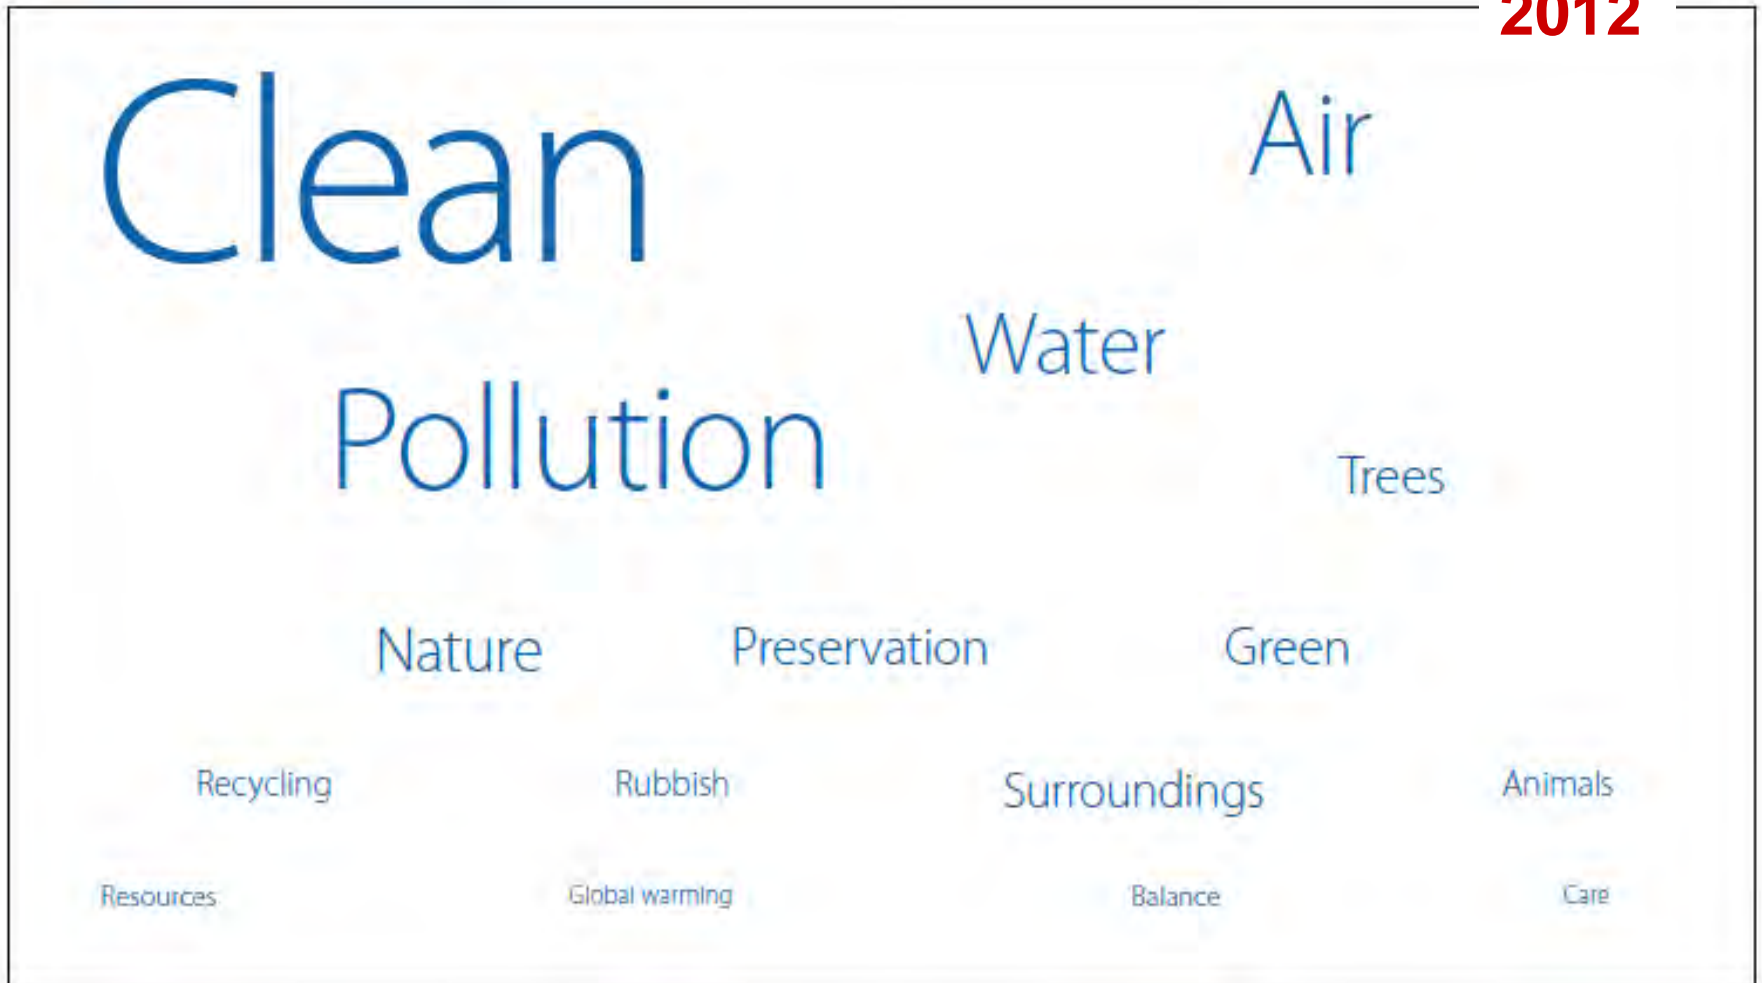 2012
Clean Air
Water
Pollution
Trees
Nature Preservation Green
Recycling Rubbish Surroundings Animals
Resources Global warming Balance Care